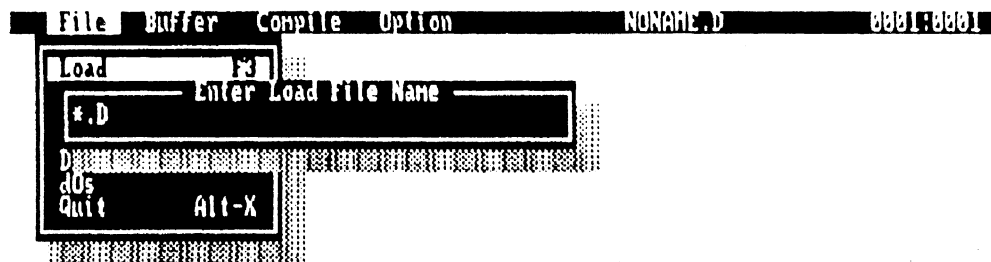 File Buffer Compile Option NONAME.D 0001:0001
Load F3
Enter Load File Name
*.D
D
dOs
Quit Alt-X